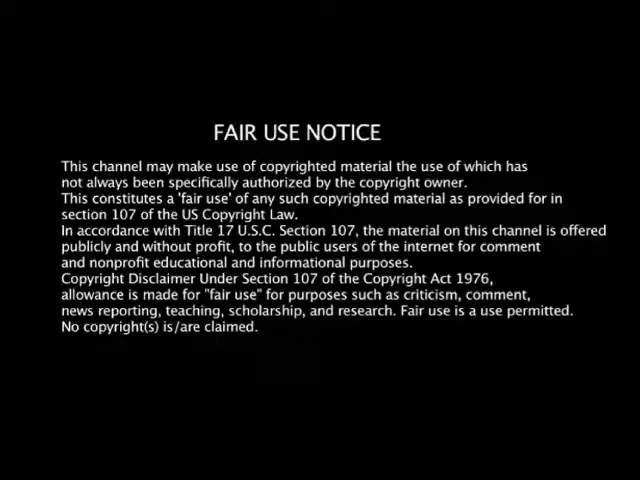 FAIR USE NOTICE
This channel may make use of copyrighted material the use of which has
not always been specifically authorized by the copyright owner.
This constitutes a 'fair use' of any such copyrighted material as provided for in
section 107 of the US Copyright Law.
In accordance with Title 17 U.S.C. Section 107, the material on this channel is offered
publicly and without profit, to the public users of the internet for comment
and nonprofit educational and informational purposes.
Copyright Disclaimer Under Section 107 of the Copyright Act 1976,
allowance is made for "fair use" for purposes such as criticism, comment,
news reporting, teaching, scholarship, and research. Fair use is a use permitted.
No copyright(s) is/are claimed.